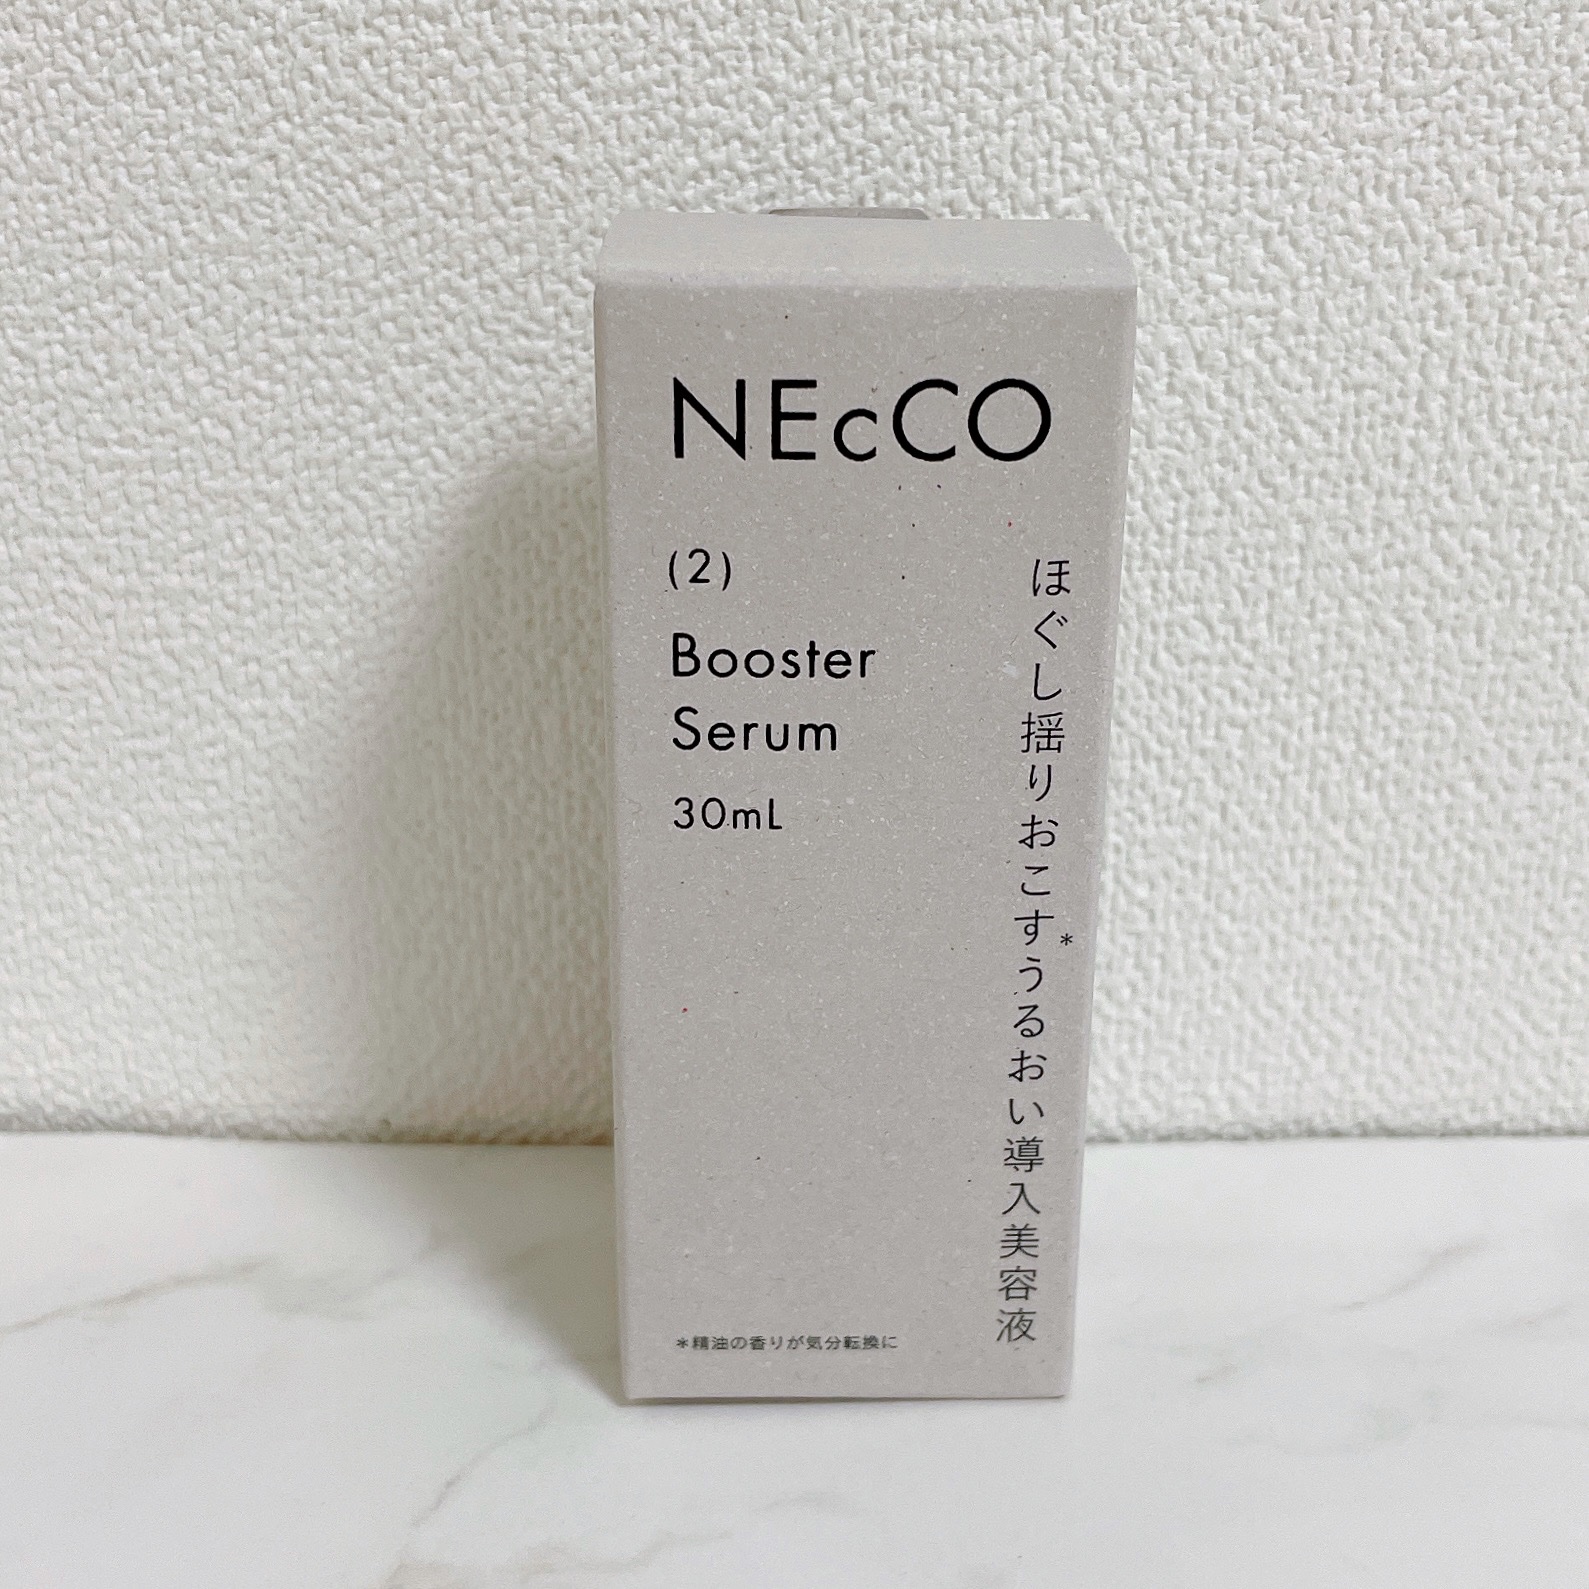 NEcCO
(2)
Booster
Serum
30mL
ほぐし揺りおこす*うるおい導入美容液
*精油の香りが気分転換に